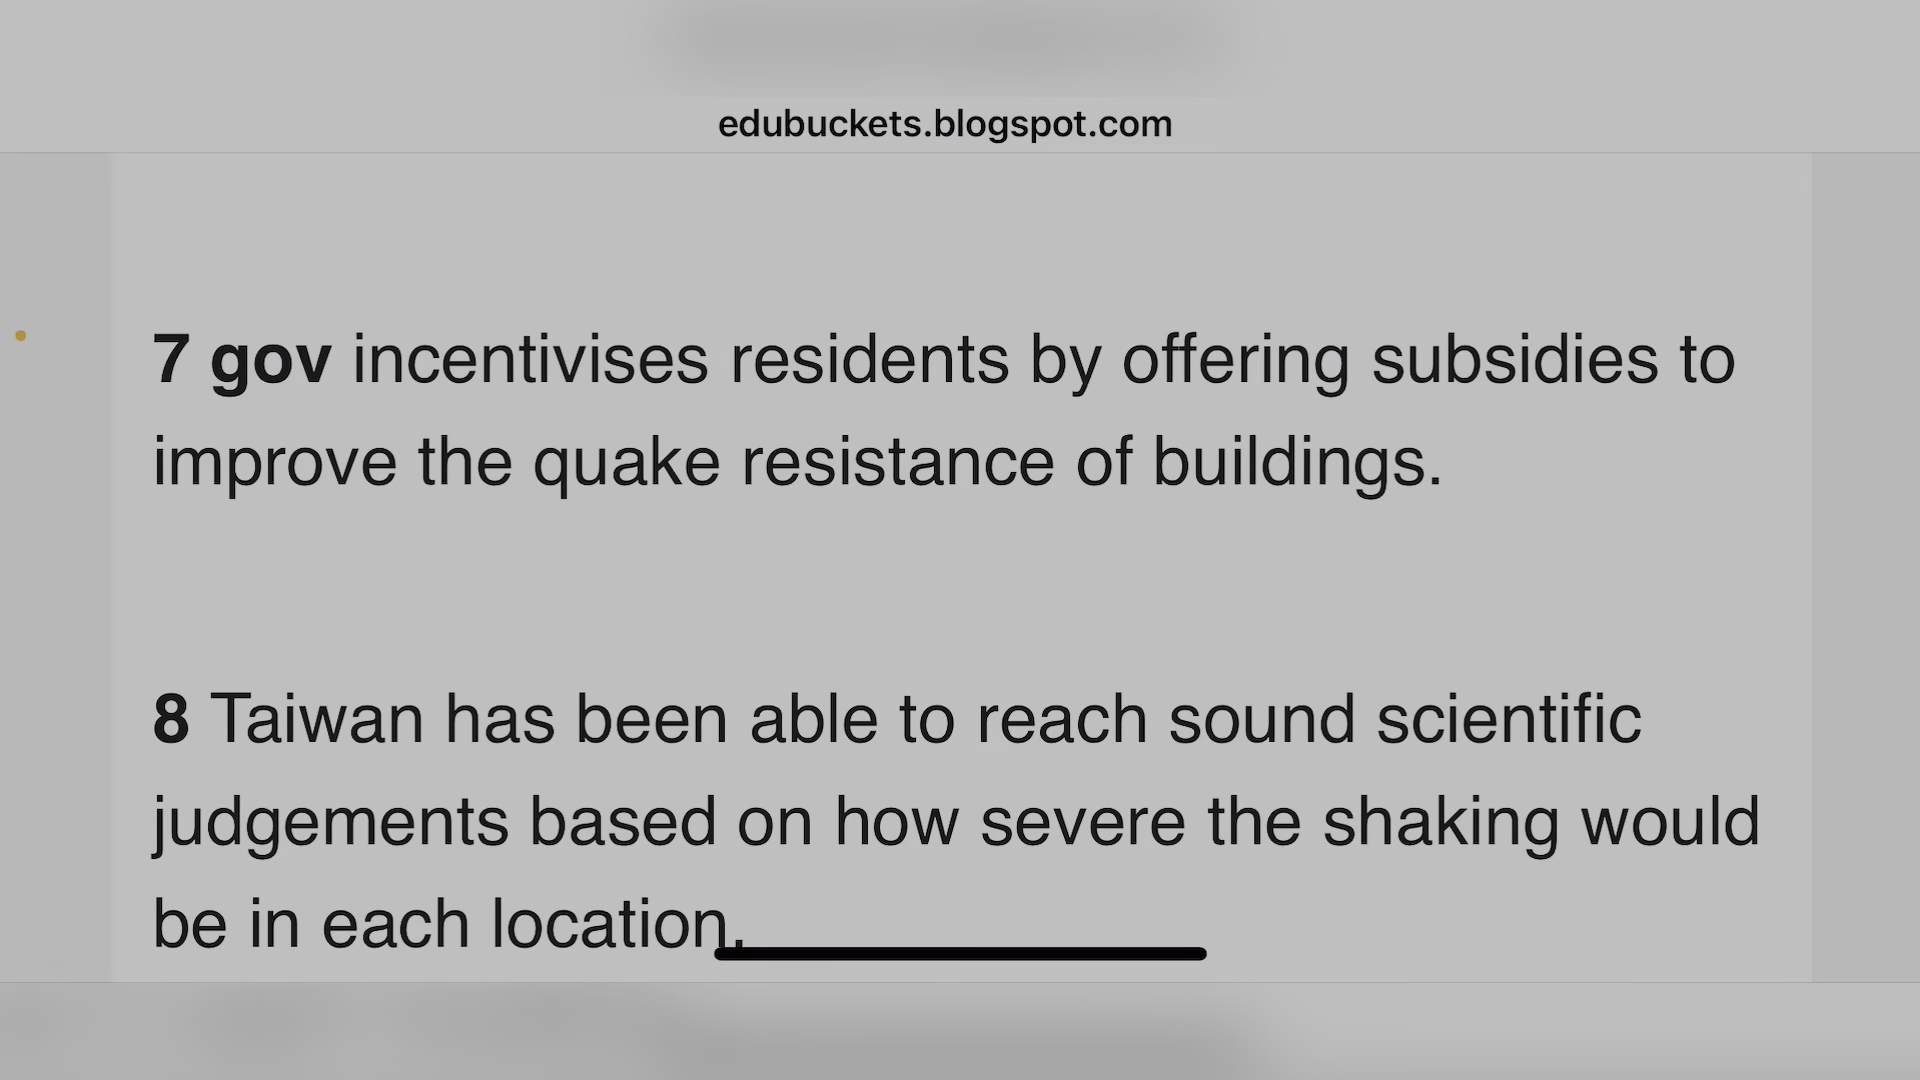 edubuckets.blogspot.com
7 gov incentivises residents by offering subsidies to
improve the quake resistance of buildings.
8 Taiwan has been able to reach sound scientific
judgements based on how severe the shaking would
be in each location.